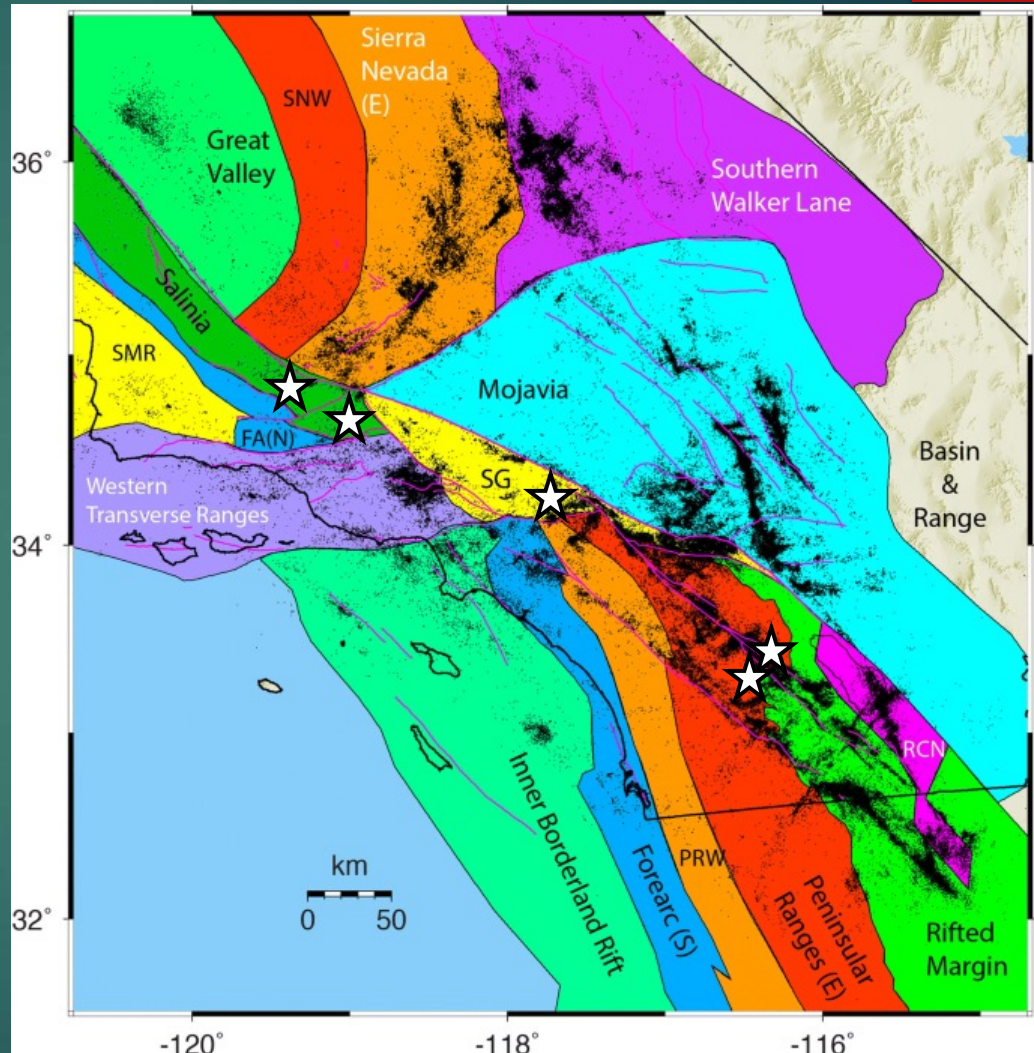 Sierra
Nevada
(E)
SNW
Great
Valley
36°
Southern
Walker Lane
Salinia
SMR
Mojavia
FA(N)
SG
Basin
&
Range
Western
Transverse Ranges
34°
RCN
Inner Borderland Rift
Forearc (S)
PRW
Peninsular
Ranges (E)
km
0 50
32°
Rifted
Margin
-120°
-118°
-116°